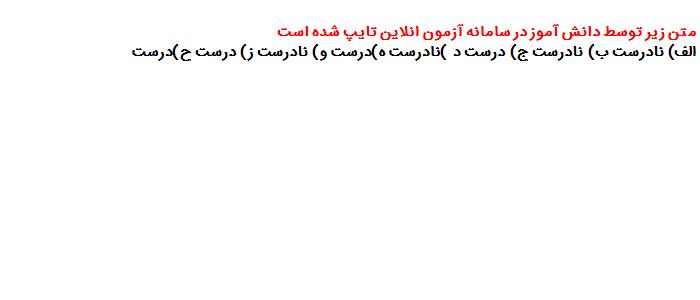 متن زیر توسط دانش آموز در سامانه آزمون انلاین تایپ شده است
الف) نادرست ب) نادرست ج) درست د )نادرست ه)درست و) نادرست ز) درست ح)درست